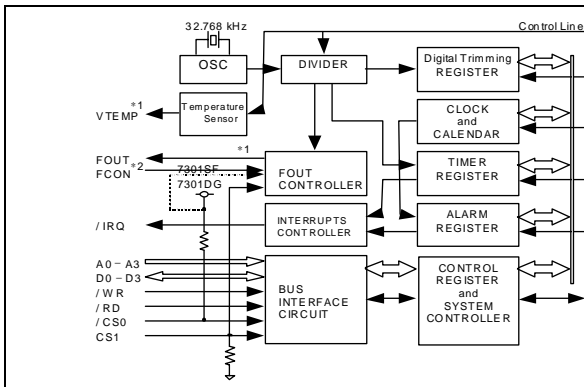 32.768 kHz
Control Line
OSC
DIVIDER
Digital Trimming
REGISTER
VTEMP *1
Temperature
Sensor
CLOCK
and
CALENDAR
FOUT
*1
FCON *2
7301SF
7301DG
FOUT
CONTROLLER
TIMER
REGISTER
/IRQ
INTERRUPTS
CONTROLLER
ALARM
REGISTER
A0－A3
D0－D3
/WR
/RD
/CS0
CS1
BUS
INTERFACE
CIRCUIT
CONTROL
REGISTER
and
SYSTEM
CONTROLLER